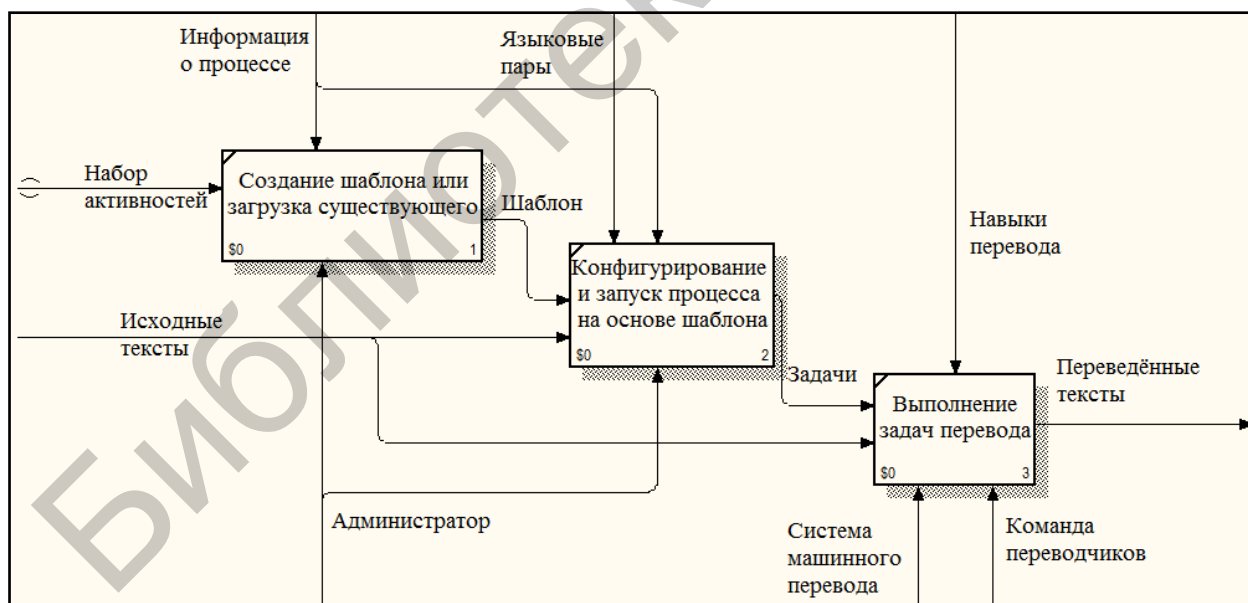 Информация
о процессе
Языковые
пары
Набор
активностей
Создание шаблона или
загрузка существующего
$0
1
Шаблон
Навыки
перевода
Конфигурирование
и запуск процесса
на основе шаблона
$0
2
Исходные
тексты
Задачи
Переведённые
тексты
Выполнение
задач перевода
$0
3
Администратор
Система
машинного
перевода
Команда
переводчиков